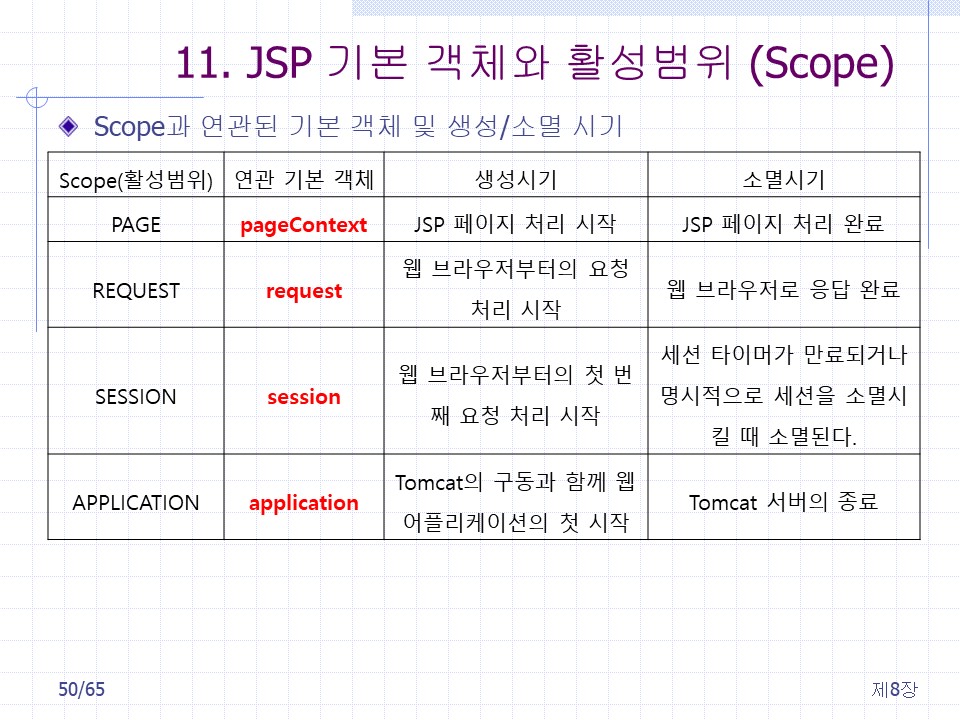 11. JSP 기본 객체와 활성범위 (Scope)
Scope과 연관된 기본 객체 및 생성/소멸 시기
Scope(활성범위) 연관 기본 객체 생성시기 소멸시기
PAGE pageContext JSP 페이지 처리 시작 JSP 페이지 처리 완료
REQUEST request
웹 브라우저부터의 요청
처리 시작
웹 브라우저로 응답 완료
SESSION session
웹 브라우저부터의 첫 번
째 요청 처리 시작
세션 타이머가 만료되거나
명시적으로 세션을 소멸시
킬 때 소멸된다.
APPLICATION application
Tomcat의 구동과 함께 웹
어플리케이션의 첫 시작
Tomcat 서버의 종료
50/65 제8장